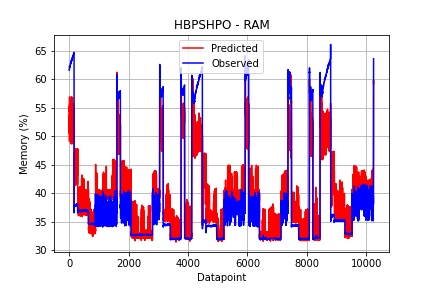 HBPSHPO - RAM
Predicted
Observed
Memory (%)
65
60
55
50
45
40
35
30
0
2000
4000
6000
8000
10000
Datapoint